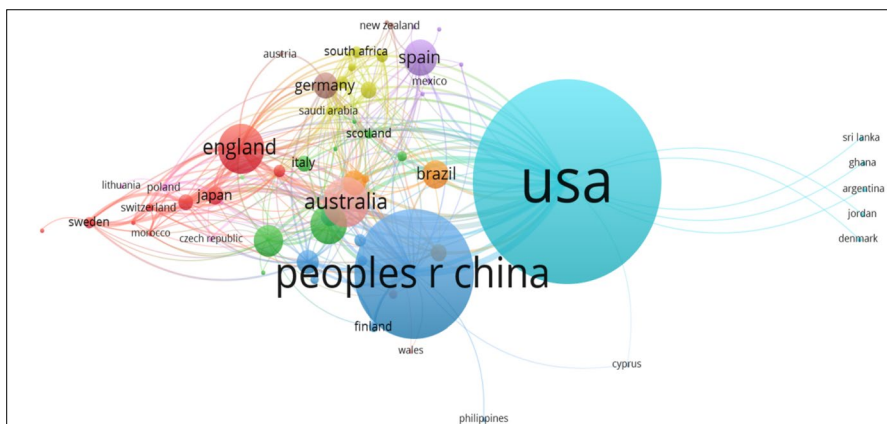 new zealand
austria
south africa
spain
germany
mexico
saudi arabia
scotland
sri lanka
england
italy
ghana
brazil
usa
lithuania
poland
japan
australia
argentina
switzerland
sweden
jordan
morocco
czech republic
denmark
peoples r china
finland
wales
cyprus
philippines